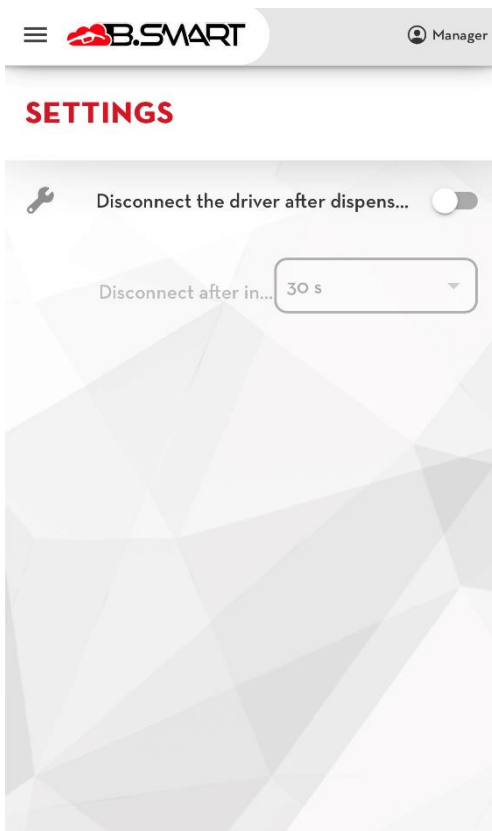 B.SMART
Manager
SETTINGS
Disconnect the driver after dispens...
Disconnect after in...
30 s